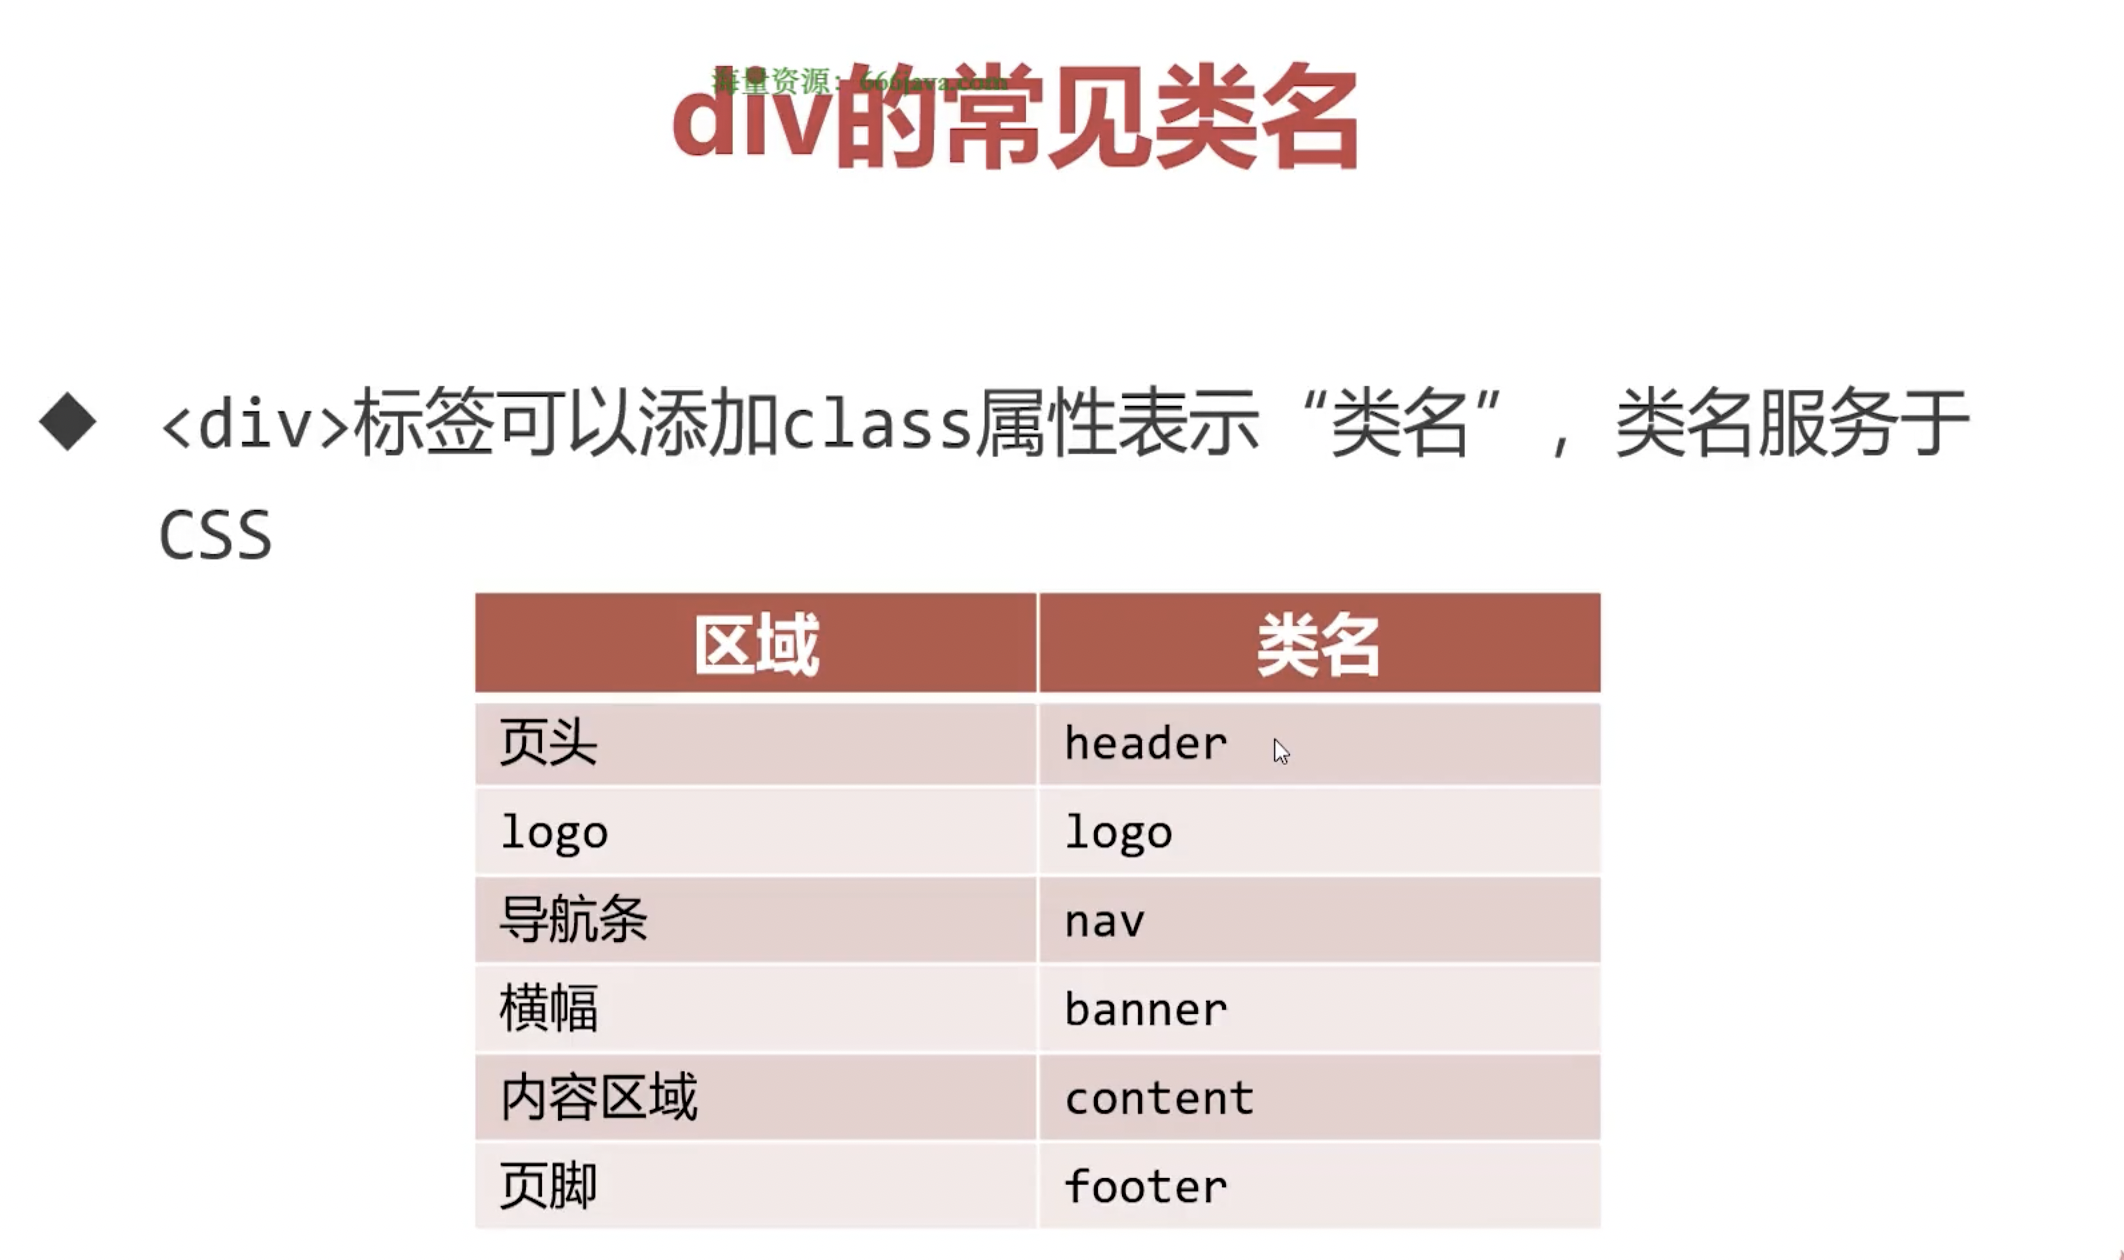 海量资源：666java.com
div的常见类名
<div>标签可以添加class属性表示“类名”，类名服务于
CSS
区域 类名
页头 header
logo logo
导航条 nav
横幅 banner
内容区域 content
页脚 footer